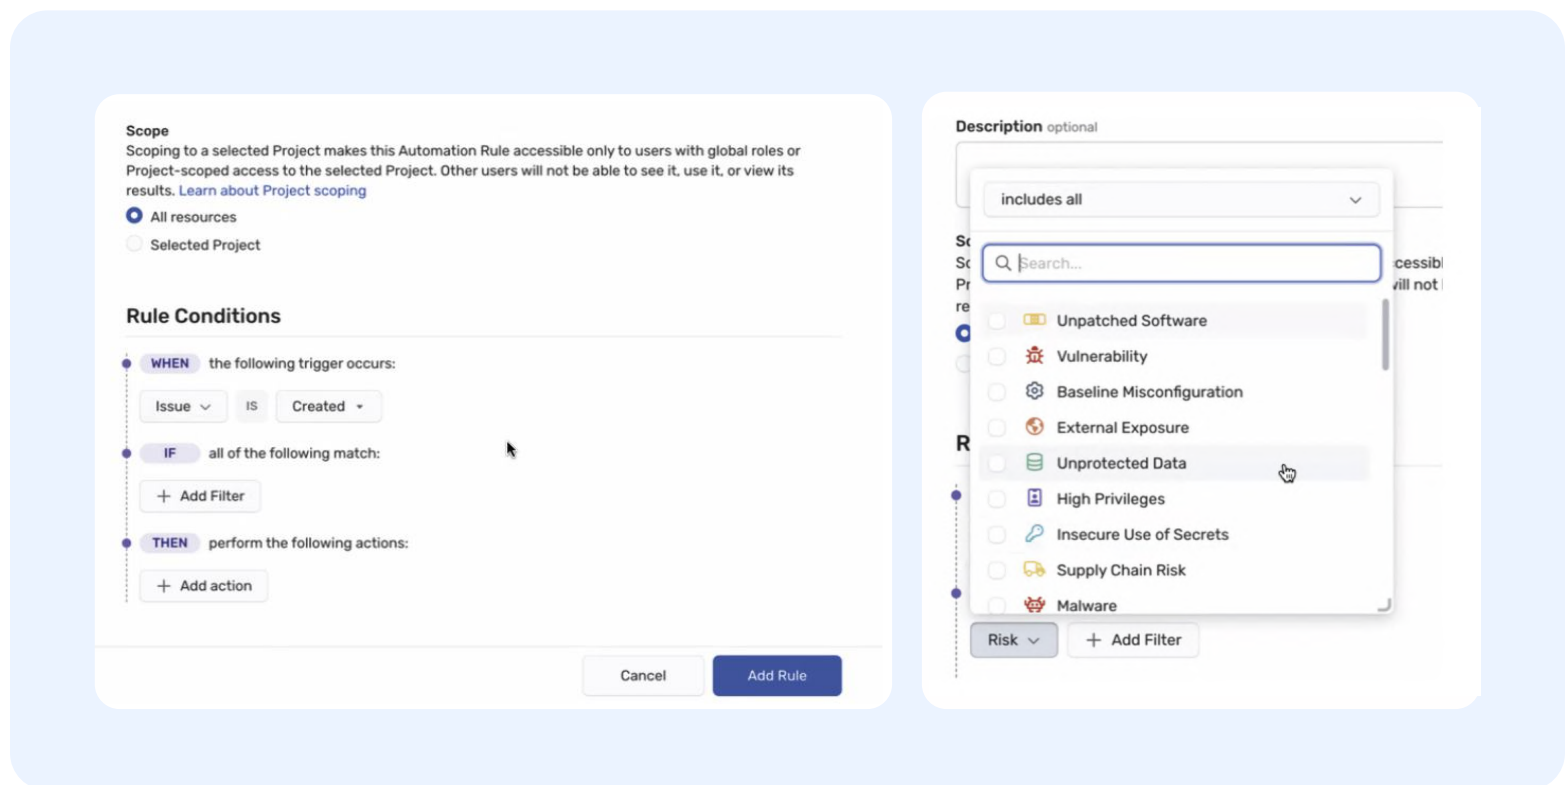 Scope
Scoping to a selected Project makes this Automation Rule accessible only to users with global roles or
Project-scoped access to the selected Project. Other users will not be able to see it, use it, or view its
results. Learn about Project scoping
All resources
Selected Project
Rule Conditions
WHEN the following trigger occurs:
Issue IS Created
IF all of the following match:
+ Add Filter
THEN perform the following actions:
+ Add action
Cancel Add Rule
Description optional
includes all
Search...
Unpatched Software
Vulnerability
Baseline Misconfiguration
External Exposure
Unprotected Data
High Privileges
Insecure Use of Secrets
Supply Chain Risk
Malware
Risk + Add Filter